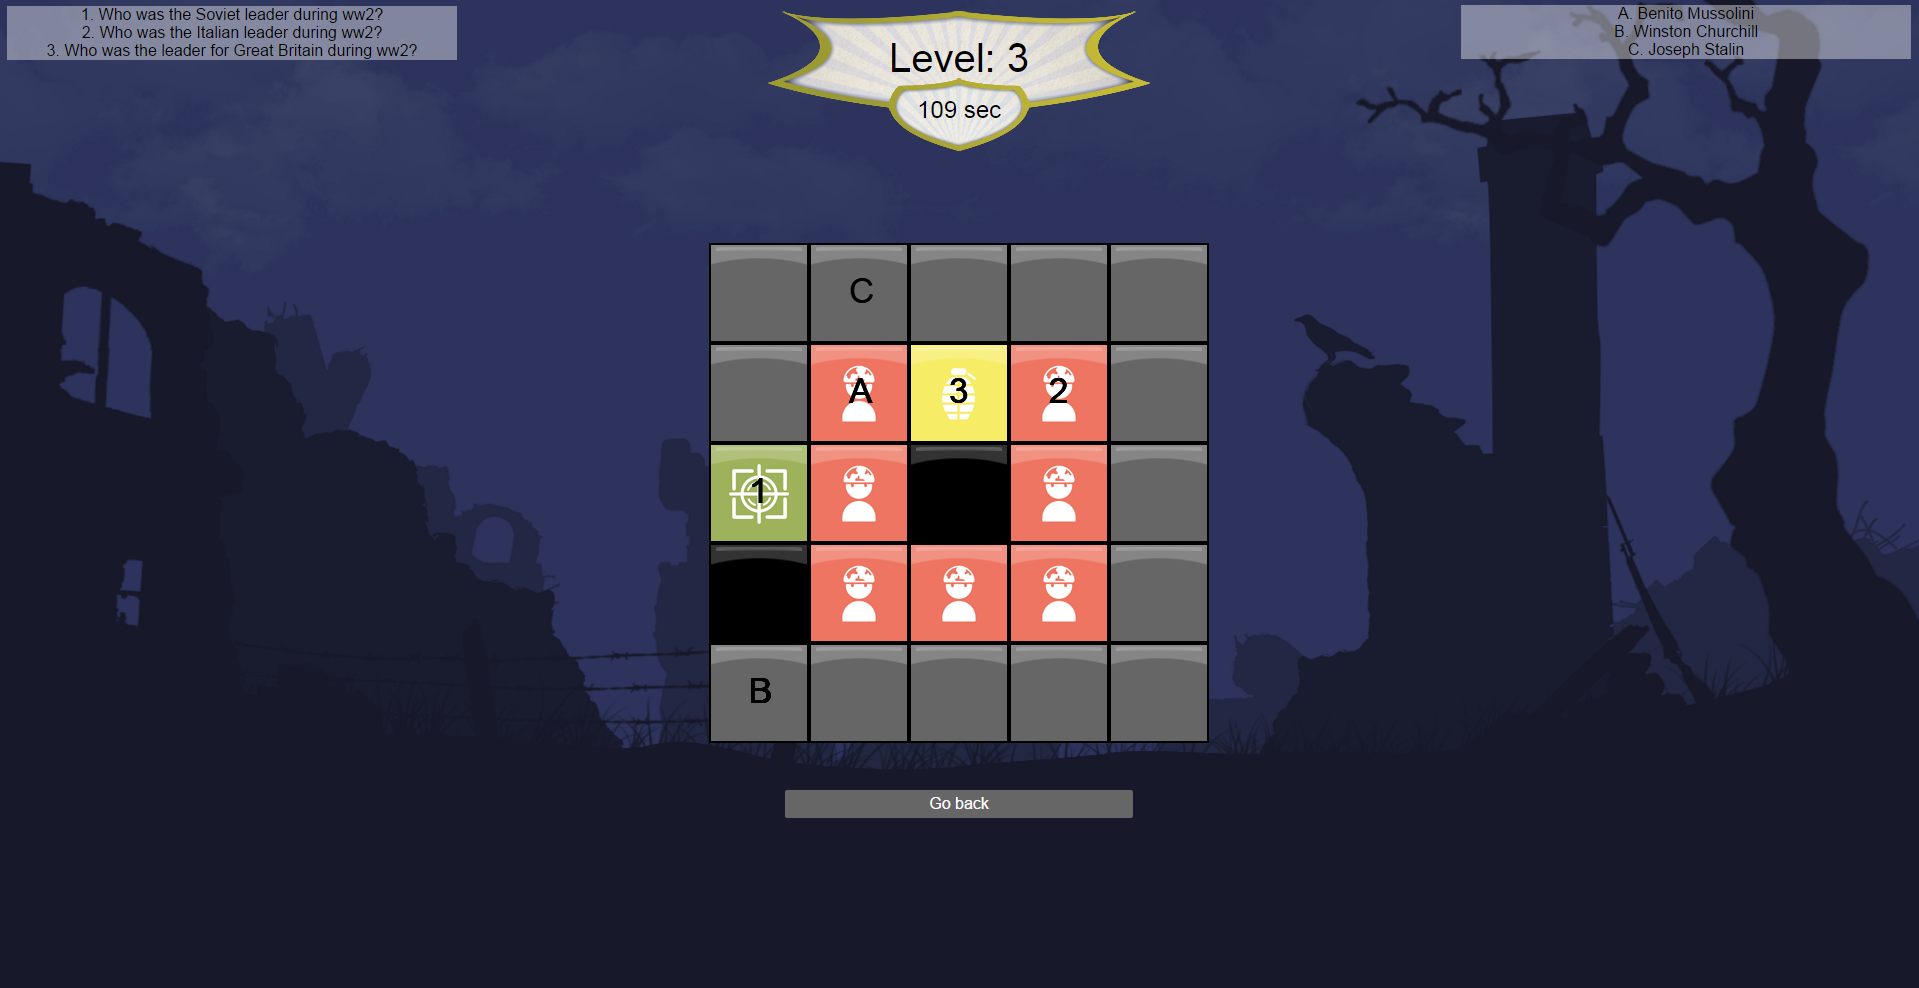 1. Who was the Soviet leader during ww2?
2. Who was the Italian leader during ww2?
3. Who was the leader for Great Britain during ww2?
Level: 3
109 sec
A. Benito Mussolini
B. Winston Churchill
C. Joseph Stalin
C
A 3 2
1
B
Go back